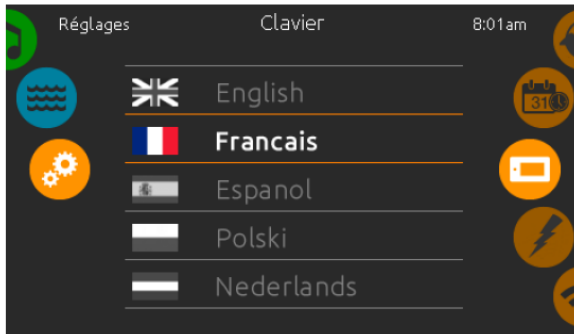 Réglages Clavier 8:01am
English
31
Francais
Espanol
Polski
Nederlands